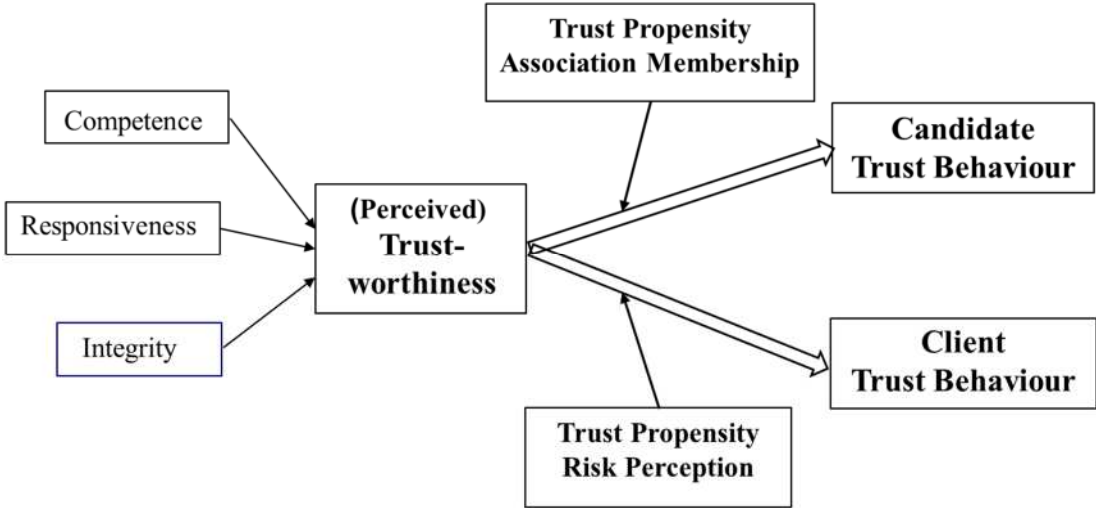 Trust Propensity
Association Membership
Competence
Candidate
Trust Behaviour
Responsiveness
(Perceived)
Trust-
worthiness
Integrity
Client
Trust Behaviour
Trust Propensity
Risk Perception